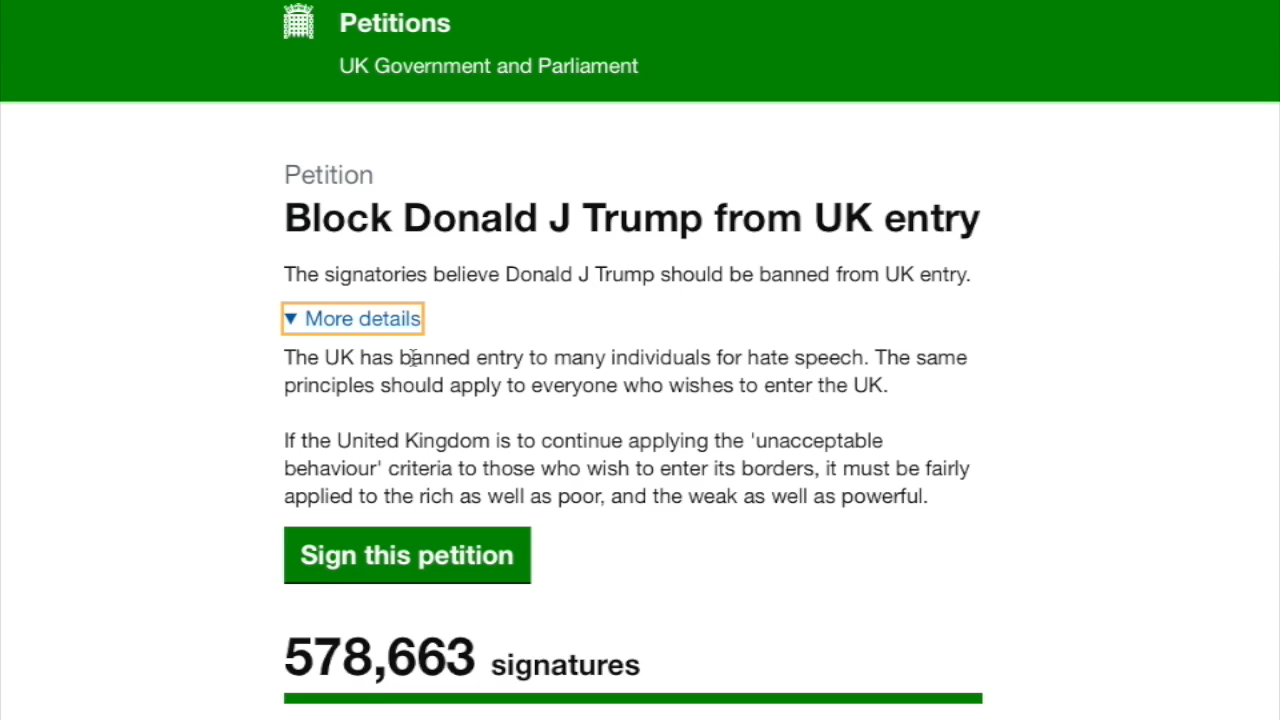 Petitions
UK Government and Parliament
Petition
Block Donald J Trump from UK entry
The signatories believe Donald J Trump should be banned from UK entry.
▼ More details
The UK has banned entry to many individuals for hate speech. The same
principles should apply to everyone who wishes to enter the UK.
If the United Kingdom is to continue applying the 'unacceptable
behaviour' criteria to those who wish to enter its borders, it must be fairly
applied to the rich as well as poor, and the weak as well as powerful.
Sign this petition
578,663 signatures